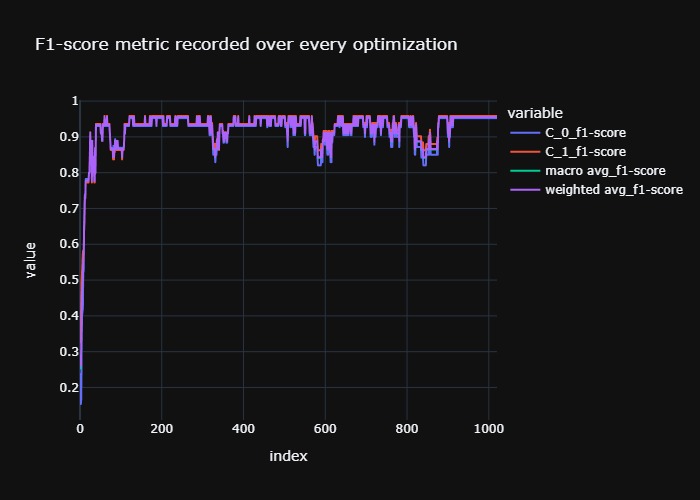 F1-score metric recorded over every optimization
variable
C_0_f1-score
C_1_f1-score
macro avg_f1-score
weighted avg_f1-score
value
1
0.9
0.8
0.7
0.6
0.5
0.4
0.3
0.2
0 200 400 600 800 1000
index